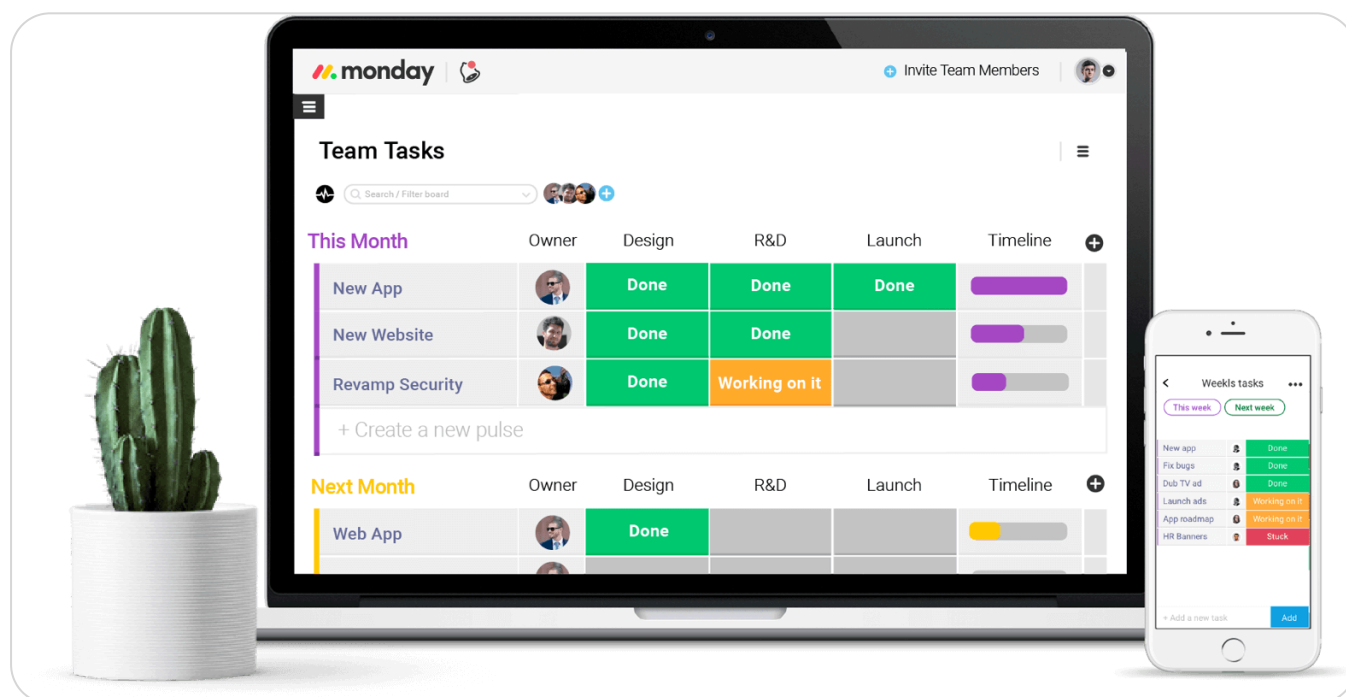 monday
Invite Team Members
Team Tasks
Search / Filter board
This Month Owner Design R&D Launch Timeline
New App Done Done Done
New Website Done Done
Revamp Security Done Working on it
+ Create a new pulse
Next Month Owner Design R&D Launch Timeline
Web App Done
Weekls tasks
This week Next week
New app Done
Fix bugs Done
Dub TV ad Done
Launch ads Working on it
App roadmap Working on it
HR Banners Stuck
+ Add a new task Add